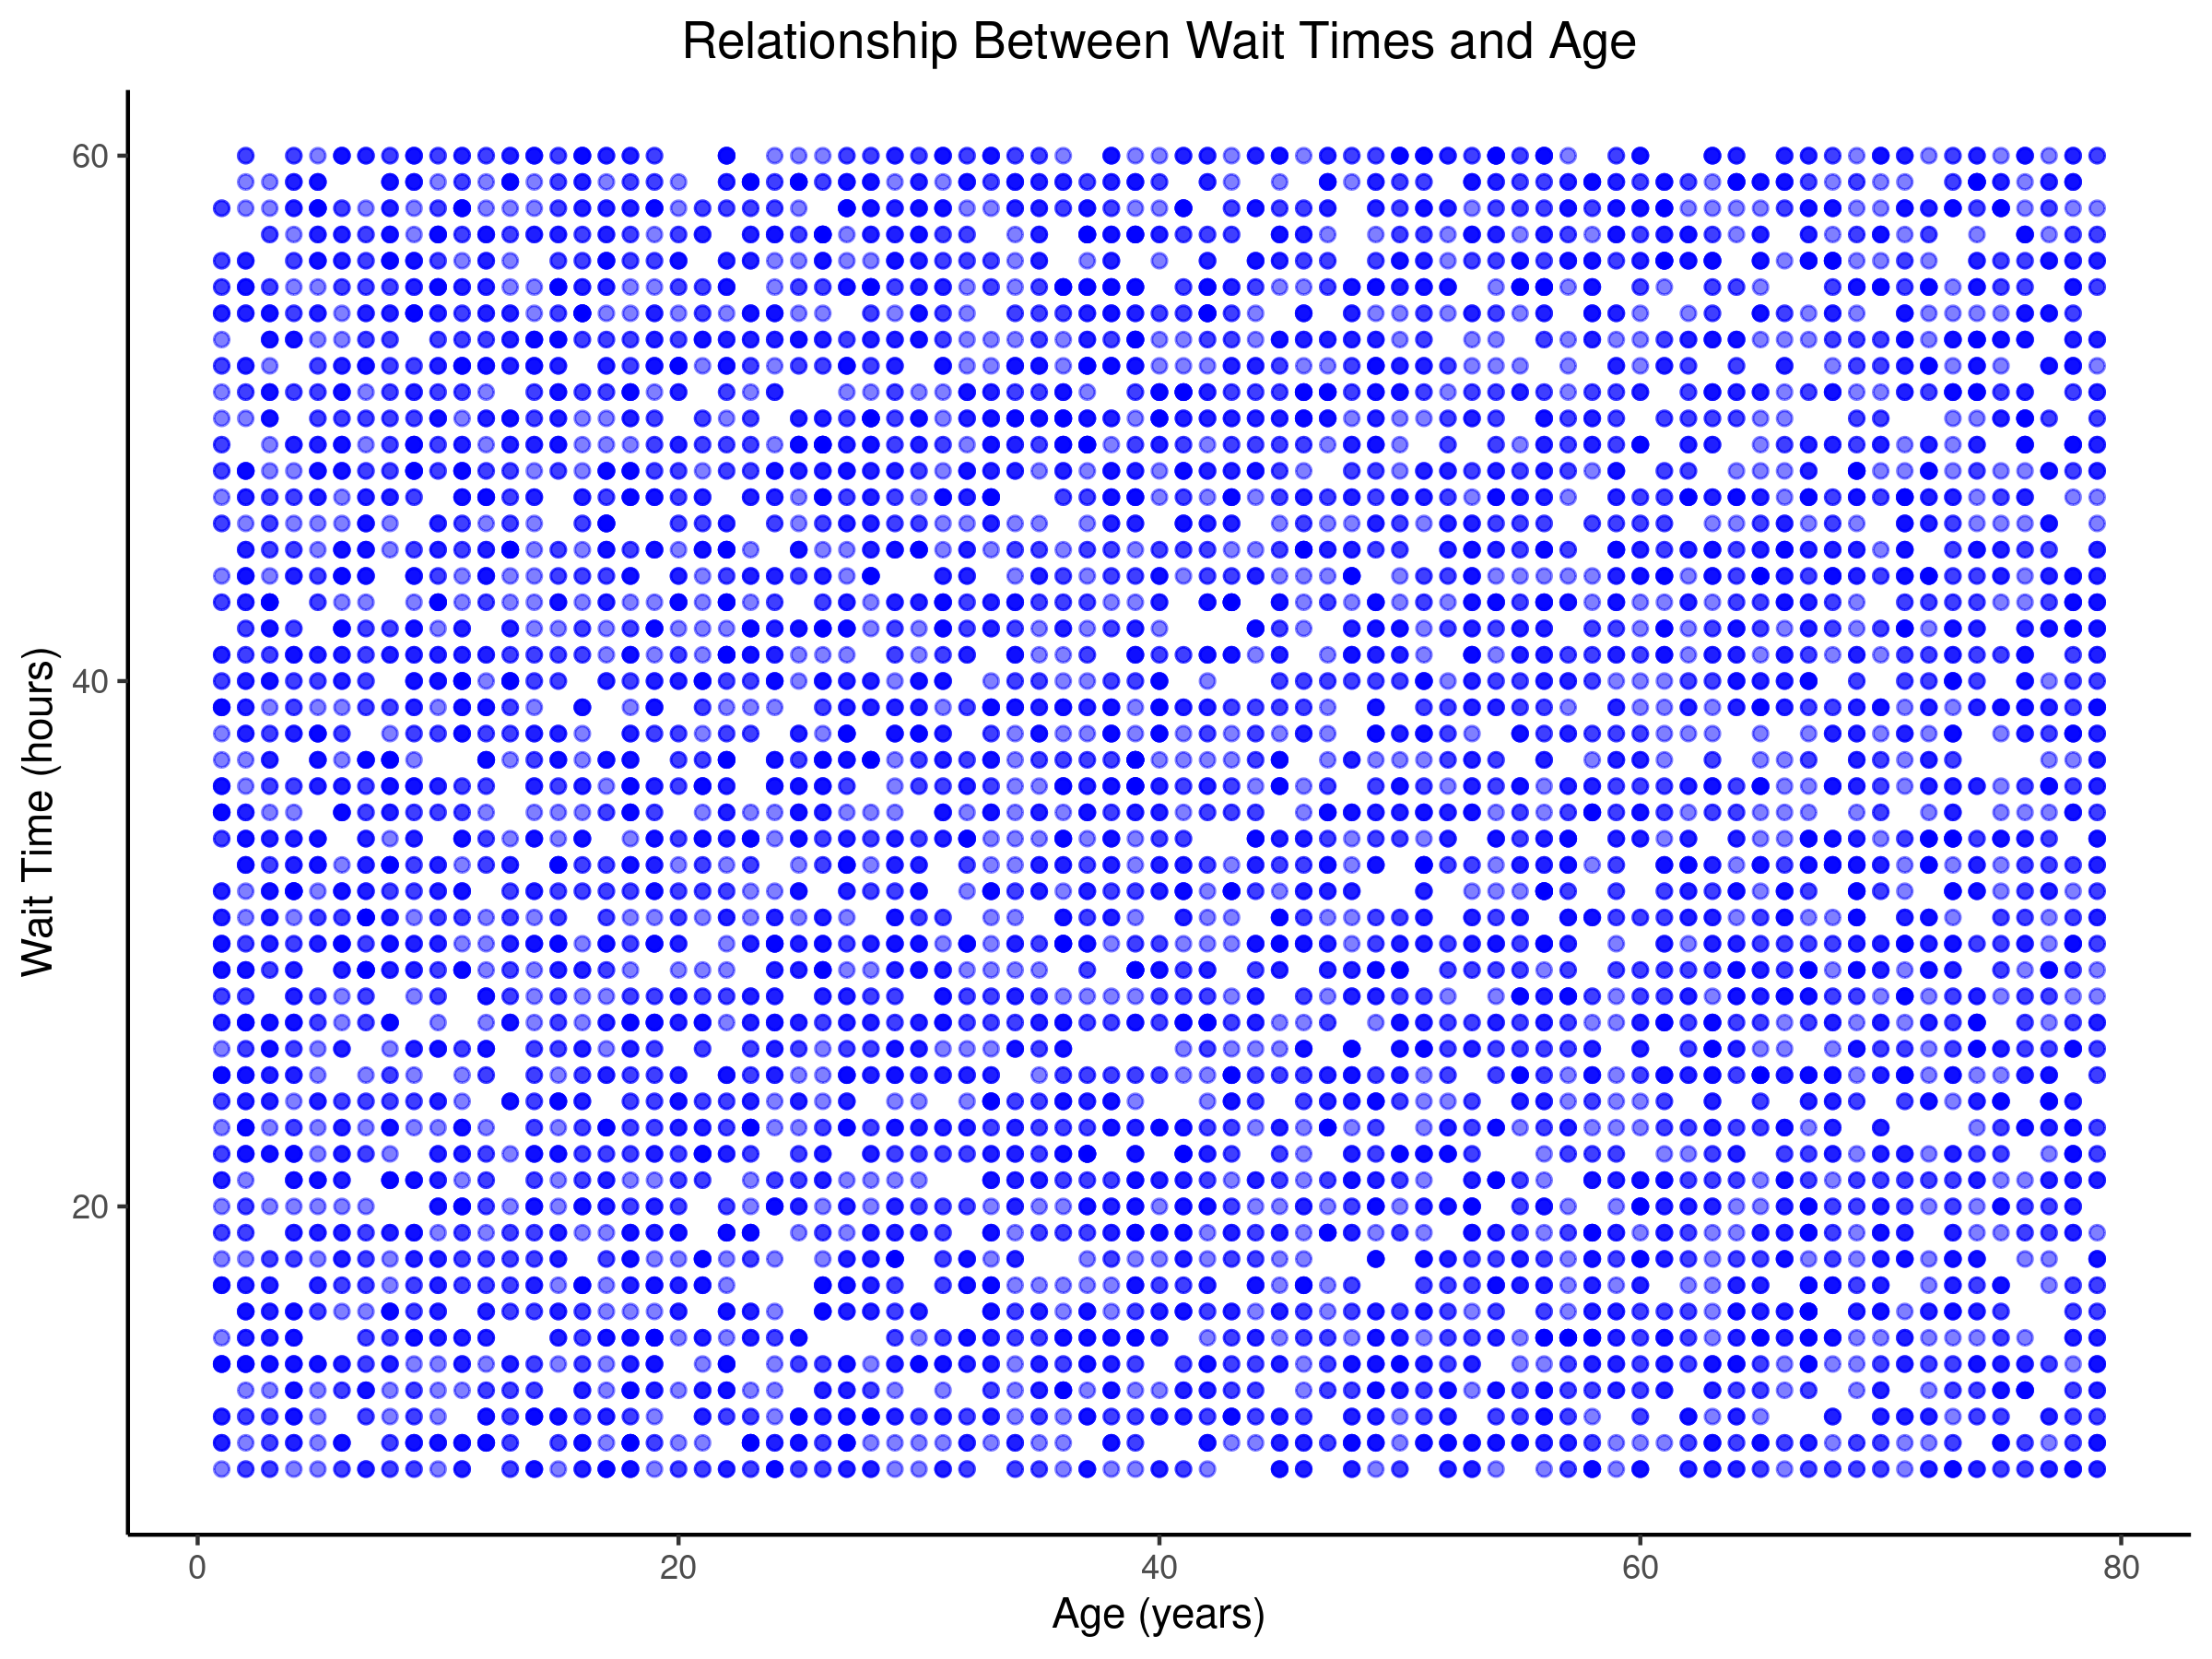 Relationship Between Wait Times and Age
Wait Time (hours)
60
40
20
0 20 40 60 80
Age (years)